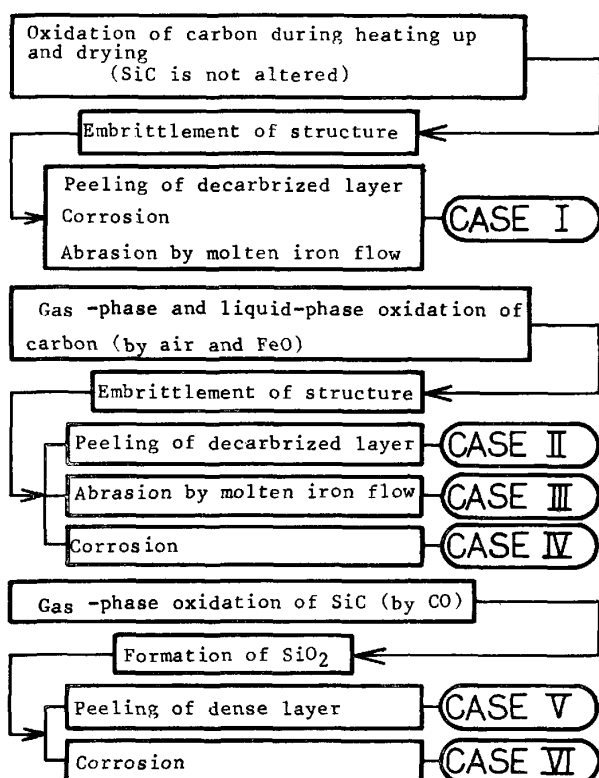 Oxidation of carbon during heating up
and drying
(SiC is not altered)
Embrittlement of structure
Peeling of decarbrized layer
Corrosion
Abrasion by molten iron flow
CASE I
Gas -phase and liquid-phase oxidation of
carbon (by air and FeO)
Embrittlement of structure
Peeling of decarbrized layer
CASE II
Abrasion by molten iron flow
CASE III
Corrosion
CASE IV
Gas -phase oxidation of SiC (by CO)
Formation of SiO₂
Peeling of dense layer
CASE V
Corrosion
CASE VI